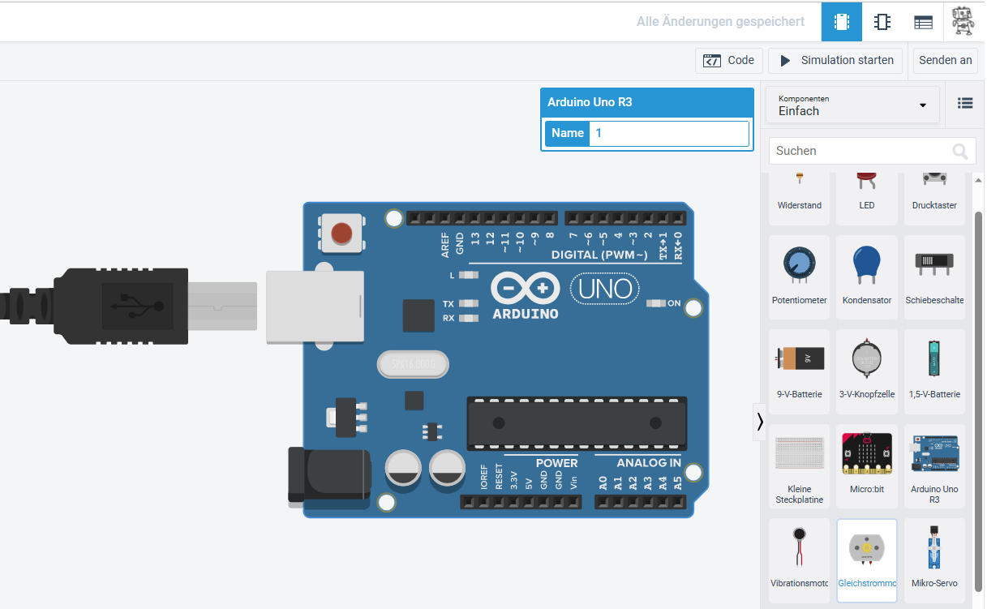 Alle Änderungen gespeichert
Code
Simulation starten
Senden an
Arduino Uno R3
Name 1
Komponenten
Einfach
Suchen
Widerstand
LED
Drucktaster
Potentiometer
Kondensator
Schiebeschalte
9V
9-V-Batterie
3-V-Knopfzelle
1,5-V-Batterie
Kleine
Steckplatine
Micro:bit
Arduino Uno
R3
Vibrationsmoto
Gleichstrommo
Mikro-Servo
AREF
GND
13
12
~11
~10
~9
8
7
~6
~5
4
~3
2
TX→1
RX←0
DIGITAL (PWM~)
L
TX
RX
ARDUINO
UNO
ON
SPK16.000G
POWER
ANALOG IN
IOREF
RESET
3.3V
5V
GND
GND
Vin
A0
A1
A2
A3
A4
A5